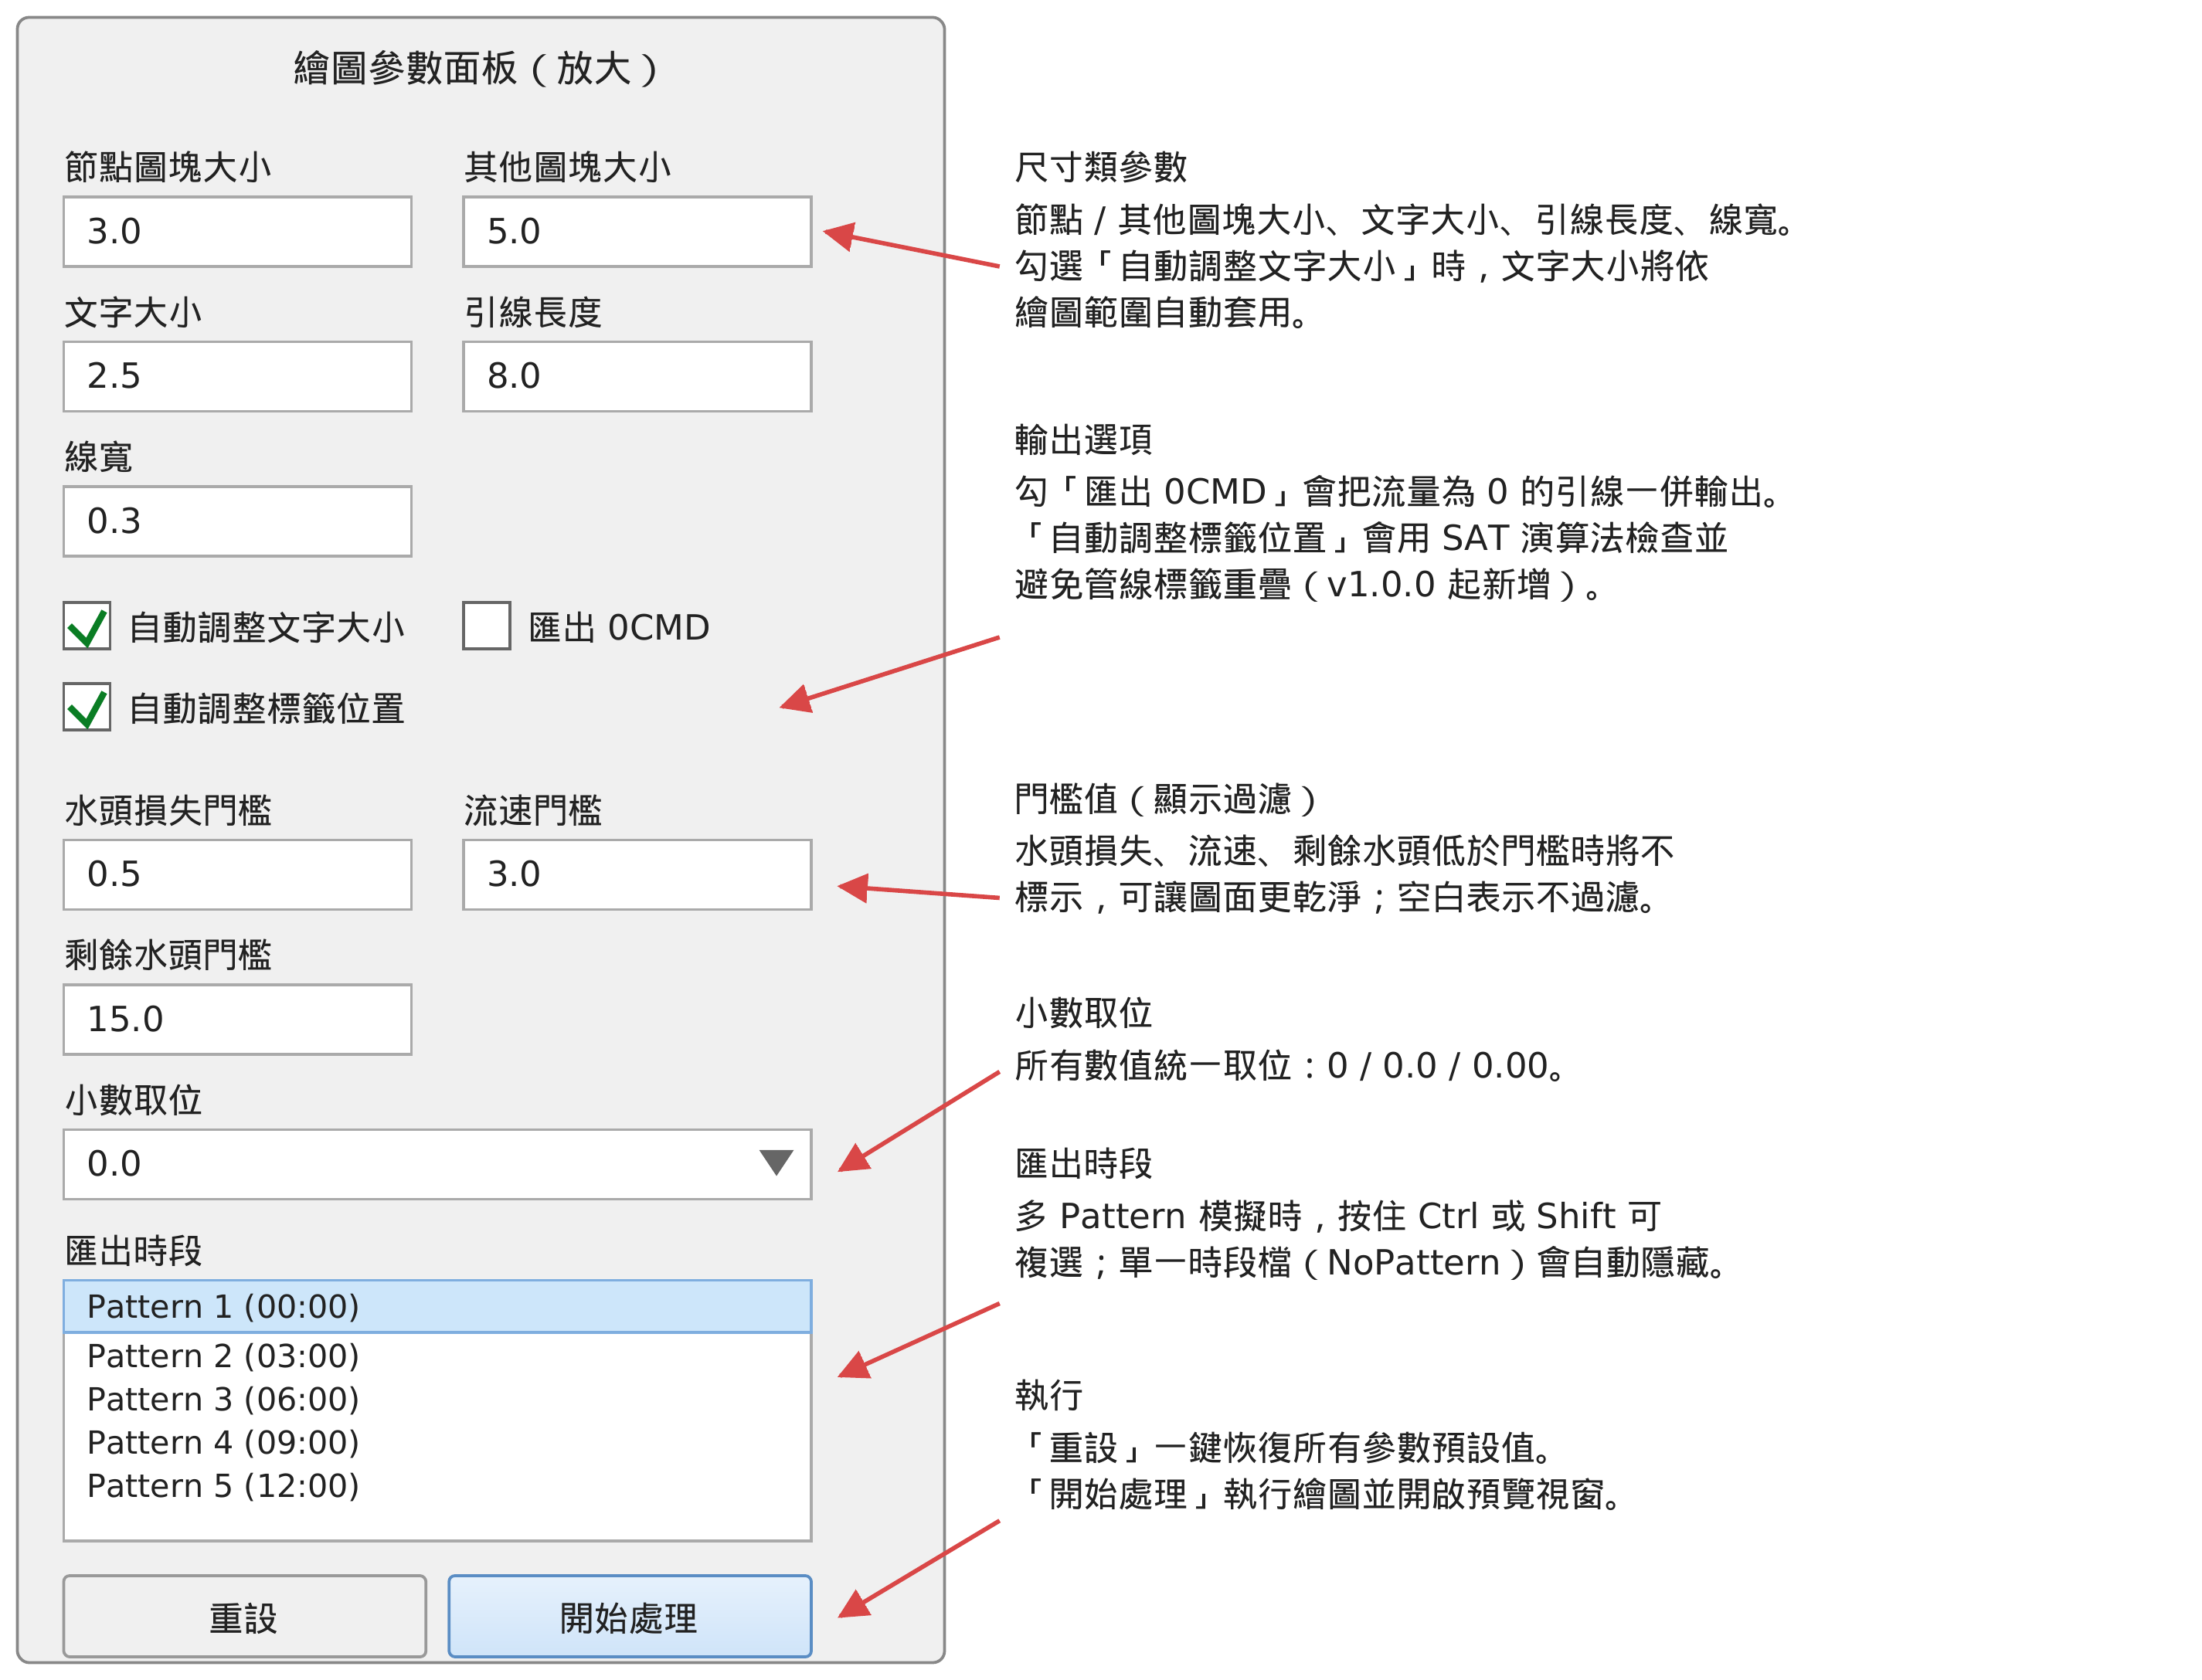 繪圖參數面板（放大）
節點圖塊大小
其他圖塊大小
3.0
5.0
文字大小
引線長度
2.5
8.0
線寬
0.3
自動調整文字大小
匯出 0CMD
自動調整標籤位置
水頭損失門檻
流速門檻
0.5
3.0
剩餘水頭門檻
15.0
小數取位
0.0
匯出時段
Pattern 1 (00:00)
Pattern 2 (03:00)
Pattern 3 (06:00)
Pattern 4 (09:00)
Pattern 5 (12:00)
重設
開始處理
尺寸類參數
節點 / 其他圖塊大小、文字大小、引線長度、線寬。
勾選「自動調整文字大小」時，文字大小將依
繪圖範圍自動套用。
輸出選項
勾「匯出 0CMD」會把流量為 0 的引線一併輸出。
「自動調整標籤位置」會用 SAT 演算法檢查並
避免管線標籤重疊（v1.0.0 起新增）。
門檻值（顯示過濾）
水頭損失、流速、剩餘水頭低於門檻時將不
標示，可讓圖面更乾淨；空白表示不過濾。
小數取位
所有數值統一取位：0 / 0.0 / 0.00。
匯出時段
多 Pattern 模擬時，按住 Ctrl 或 Shift 可
複選；單一時段檔（NoPattern）會自動隱藏。
執行
「重設」一鍵恢復所有參數預設值。
「開始處理」執行繪圖並開啟預覽視窗。